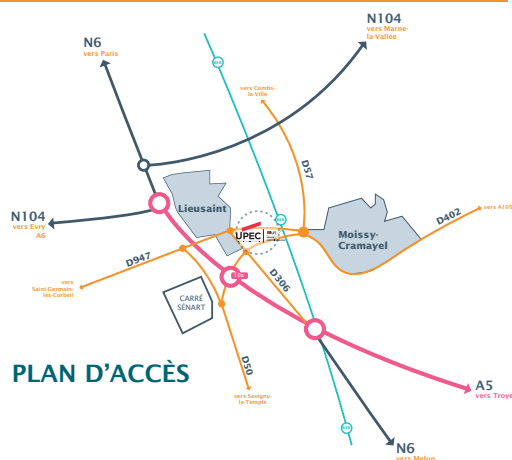 N104
vers Marne-
la-Vallée
N6
vers Paris
vers Combs-
la-Ville
D57
Lieusaint
N104
vers Evry
A6
UPEC
Moissy-
Cramayel
D402
vers A105
D947
D306
vers
Saint-Germain-
lès-Corbeil
CARRÉ
SÉNART
D50
PLAN D’ACCÈS
vers Savigny-
le-Temple
A5
vers Troyes
N6
vers Melun